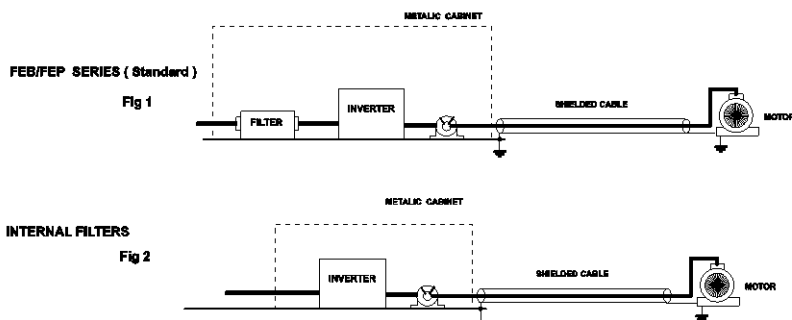 METALIC CABINET
FEB/FEP SERIES ( Standard )
Fig 1
INVERTER
FILTER
SHIELDED CABLE
MOTOR
METALIC CABINET
INTERNAL FILTERS
Fig 2
INVERTER
SHIELDED CABLE
MOTOR